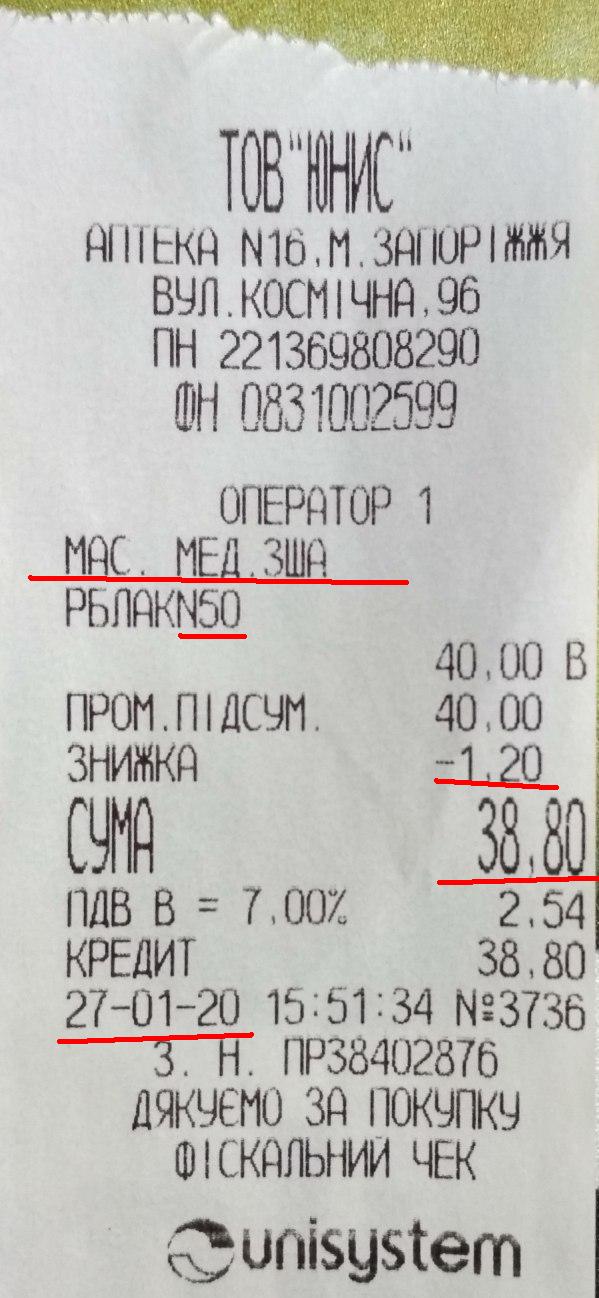 ТОВ"ЮНИС"
АПТЕКА N16,М.ЗАПОРІЖЖЯ
ВУЛ.КОСМІЧНА,96
ПН 221369808290
ФН 0831002599
ОПЕРАТОР 1
МАС. МЕД.ЗША
РБЛАКN50
40,00 В
ПРОМ.ПІДСУМ. 40,00
ЗНИЖКА -1,20
СУМА 38,80
ПДВ В = 7,00% 2,54
КРЕДИТ 38,80
27-01-20 15:51:34 №3736
З. Н. ПР38402876
ДЯКУЄМО ЗА ПОКУПКУ
ФІСКАЛЬНИЙ ЧЕК
unisystem